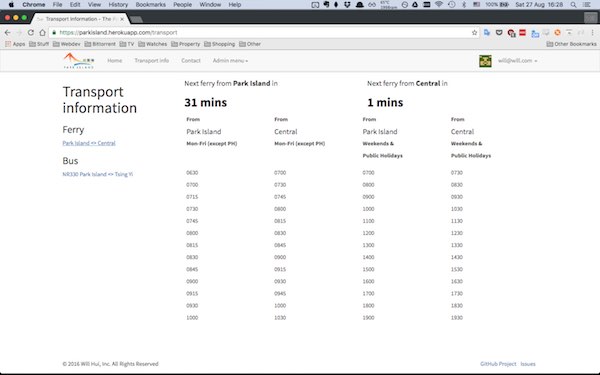 Chrome File Edit View History Bookmarks People Window Help
100% Sat 27 Aug 16:28
Transport information - The P
Will
https://parkisland.herokuapp.com/transport
Apps Stuff Webdev Bittorrent TV Watches Property Shopping Other Other Bookmarks
PARK ISLAND
Home Transport info Contact Admin menu will@will.com
Transport information
Ferry
Park Island <=> Central
Bus
NR330 Park Island <=> Tsing Yi
Next ferry from Park Island in
31 mins
Next ferry from Central in
1 mins
From From From From
Park Island Central Park Island Central
Mon-Fri (except PH) Mon-Fri (except PH) Weekends & Weekends &
Public Holidays Public Holidays
0630 0700 0700 0730
0700 0730 0800 0830
0715 0745 0900 0930
0730 0800 1000 1030
0745 0815 1100 1130
0800 0830 1200 1230
0815 0845 1300 1330
0830 0900 1400 1430
0845 0915 1500 1530
0900 0930 1600 1630
0915 0945 1700 1730
0930 1000 1800 1830
1000 1030 1900 1930
© 2016 Will Hui, Inc. All Rights Reserved.
GitHub Project Issues